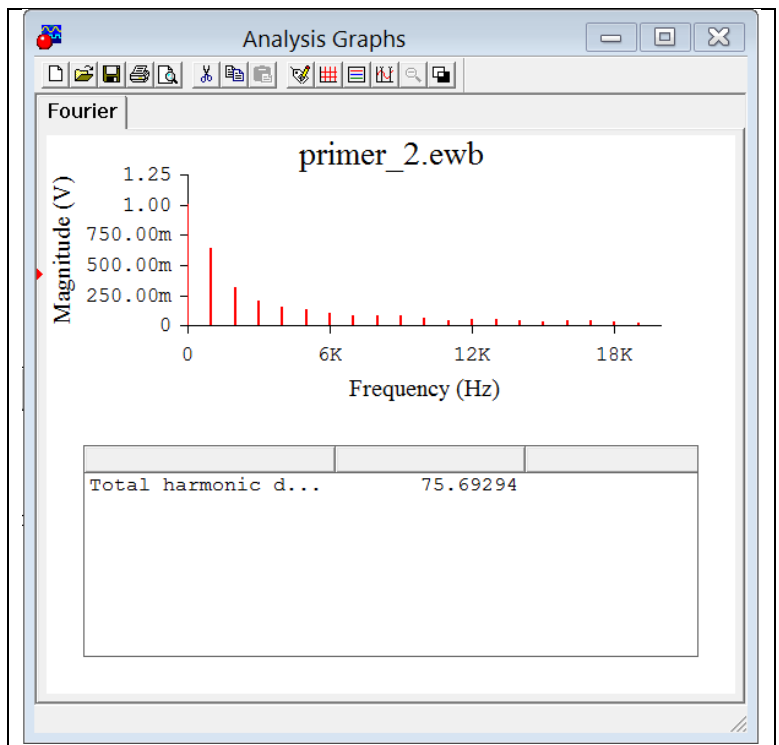 Analysis Graphs
Fourier
primer_2.ewb
Magnitude (V)
1.25
1.00
750.00m
500.00m
250.00m
0
0 6K 12K 18K
Frequency (Hz)
Total harmonic d... 75.69294